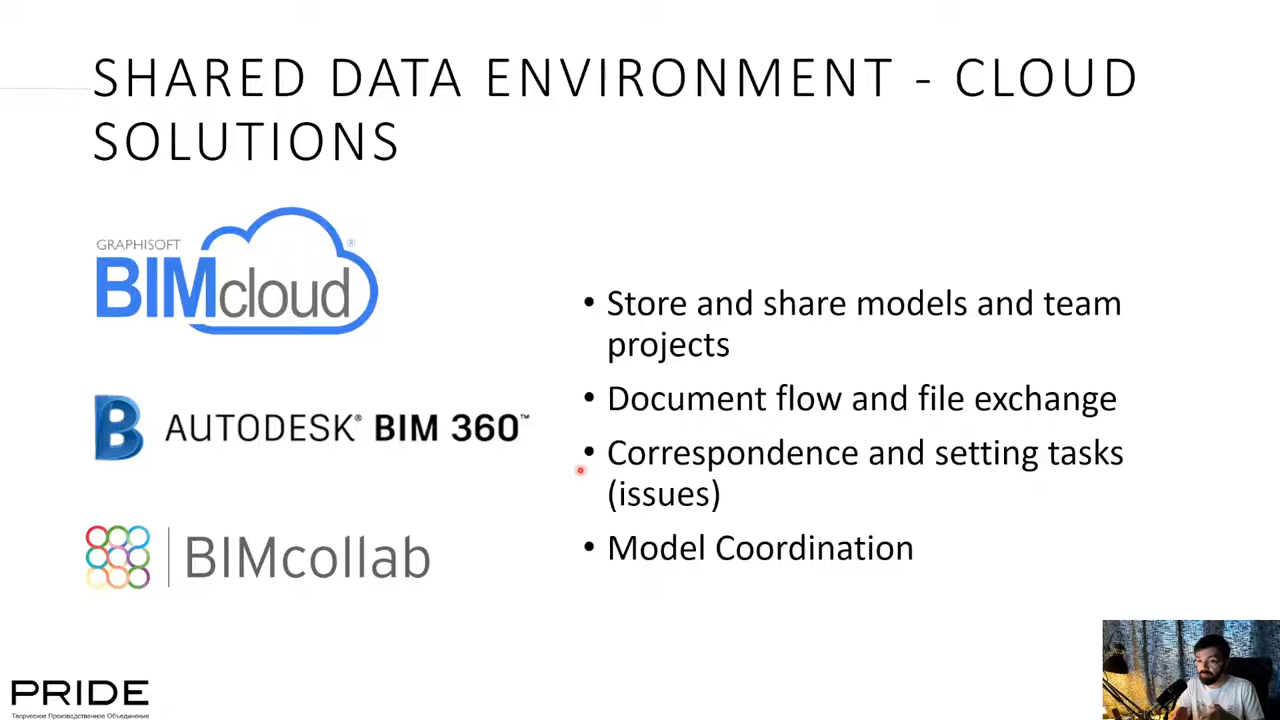 SHARED DATA ENVIRONMENT - CLOUD
SOLUTIONS
GRAPHISOFT
BIMcloud®
AUTODESK® BIM 360™
BIMcollab
• Store and share models and team
projects
• Document flow and file exchange
• Correspondence and setting tasks
(issues)
• Model Coordination
PRIDE
Творческое Производственное Объединение